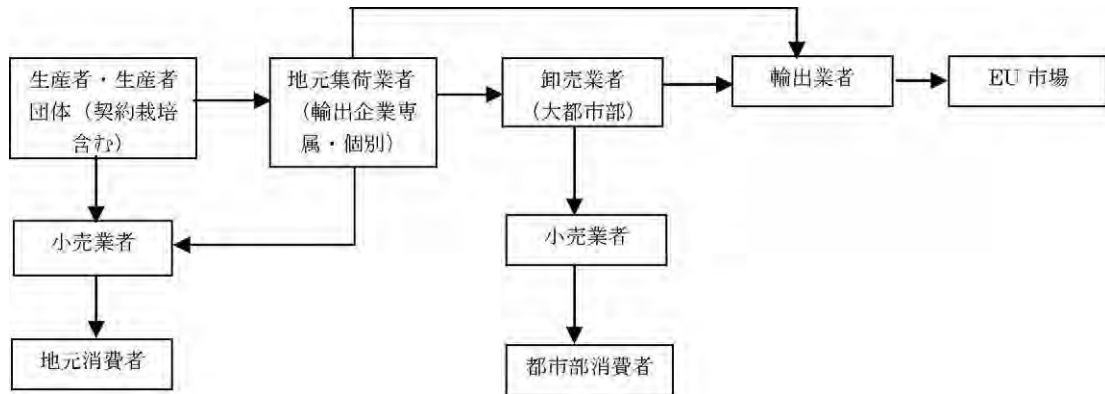 生産者・生産者
団体（契約栽培
含む）
地元集荷業者
（輸出企業専
属・個別）
卸売業者
（大都市部）
輸出業者
EU 市場
小売業者
小売業者
地元消費者
都市部消費者